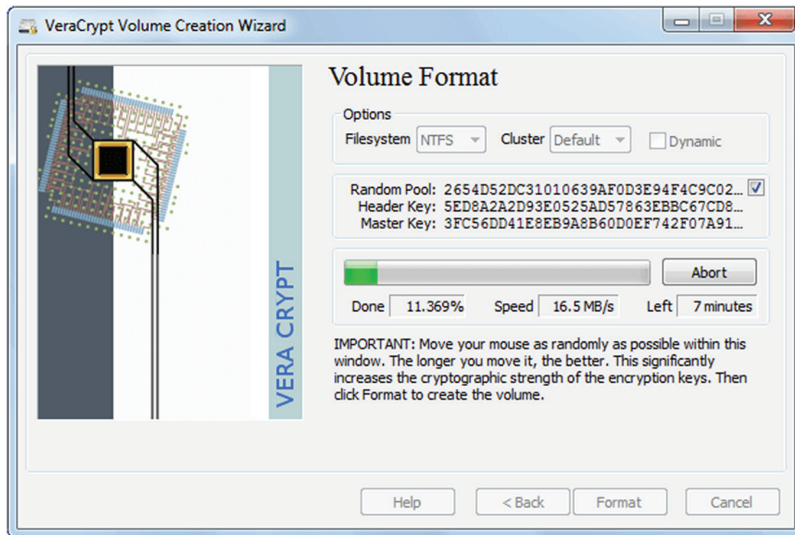 VeraCrypt Volume Creation Wizard
VERA CRYPT
Volume Format
Options
Filesystem NTFS Cluster Default Dynamic
Random Pool: 2654D52DC31010639AF0D3E94F4C9C02...
Header Key: 5ED8A2A2D93E0525AD57863EBBC67CD8...
Master Key: 3FC56DD41E8EB9A8B60D0EF742F07A91...
Abort
Done 11.369% Speed 16.5 MB/s Left 7 minutes
IMPORTANT: Move your mouse as randomly as possible within this
window. The longer you move it, the better. This significantly
increases the cryptographic strength of the encryption keys. Then
click Format to create the volume.
Help < Back Format Cancel